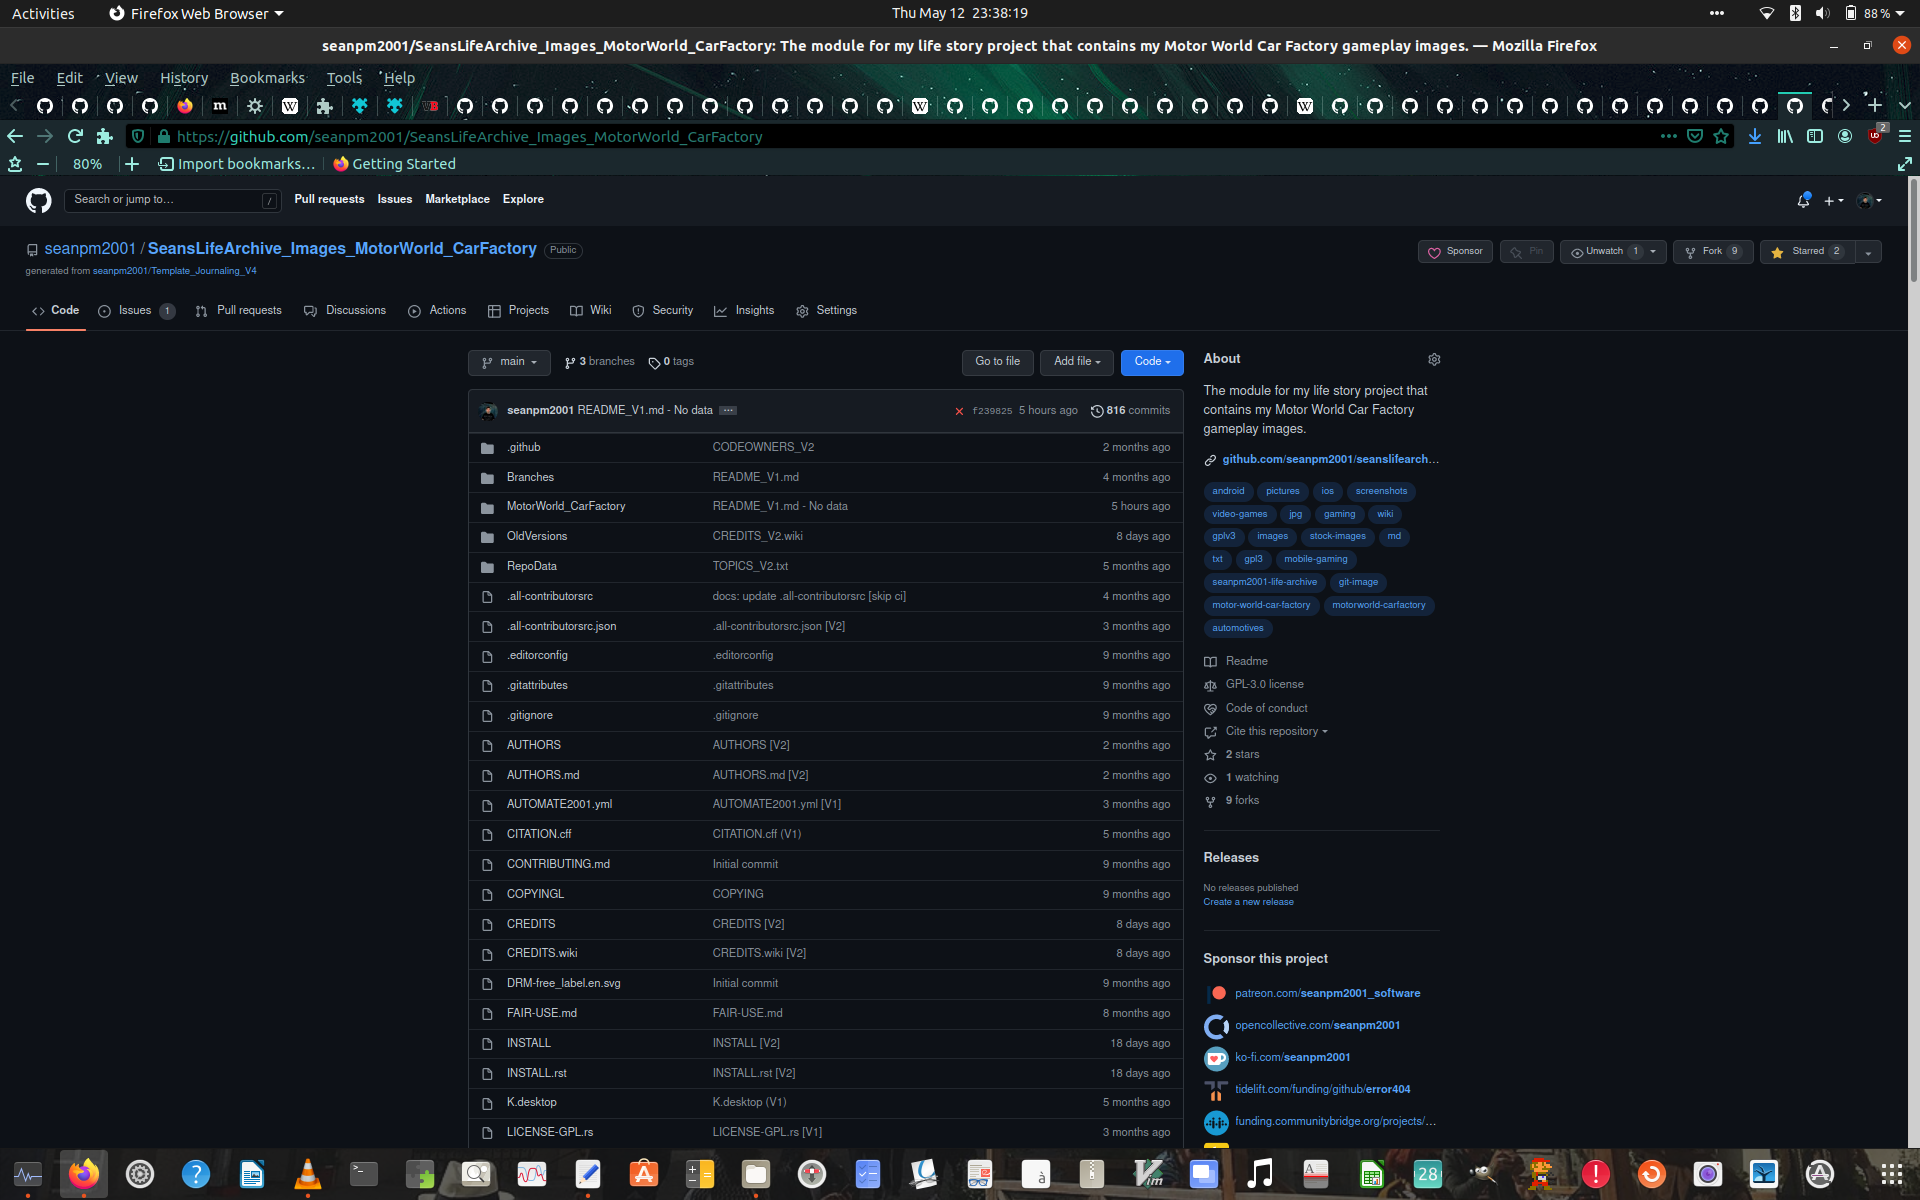 Activities
Firefox Web Browser
Thu May 12 23:38:19
88 %
seanpm2001/SeansLifeArchive_Images_MotorWorld_CarFactory: The module for my life story project that contains my Motor World Car Factory gameplay images. — Mozilla Firefox
File Edit View History Bookmarks Tools Help
https://github.com/seanpm2001/SeansLifeArchive_Images_MotorWorld_CarFactory
2
80%
Import bookmarks...
Getting Started
Search or jump to... /
Pull requests Issues Marketplace Explore
seanpm2001 / SeansLifeArchive_Images_MotorWorld_CarFactory Public
generated from seanpm2001/Template_Journaling_V4
Sponsor
Pin
Unwatch 1
Fork 9
Starred 2
Code
Issues 1
Pull requests
Discussions
Actions
Projects
Wiki
Security
Insights
Settings
main
3 branches
0 tags
Go to file
Add file
Code
seanpm2001 README_V1.md - No data
f239825 5 hours ago
816 commits
.github CODEOWNERS_V2 2 months ago
Branches README_V1.md 4 months ago
MotorWorld_CarFactory README_V1.md - No data 5 hours ago
OldVersions CREDITS_V2.wiki 8 days ago
RepoData TOPICS_V2.txt 5 months ago
.all-contributorsrc docs: update .all-contributorsrc [skip ci] 4 months ago
.all-contributorsrc.json .all-contributorsrc.json [V2] 3 months ago
.editorconfig .editorconfig 9 months ago
.gitattributes .gitattributes 9 months ago
.gitignore .gitignore 9 months ago
AUTHORS AUTHORS [V2] 2 months ago
AUTHORS.md AUTHORS.md [V2] 2 months ago
AUTOMATE2001.yml AUTOMATE2001.yml [V1] 3 months ago
CITATION.cff CITATION.cff (V1) 5 months ago
CONTRIBUTING.md Initial commit 9 months ago
COPYINGL COPYING 9 months ago
CREDITS CREDITS [V2] 8 days ago
CREDITS.wiki CREDITS.wiki [V2] 8 days ago
DRM-free_label.en.svg Initial commit 9 months ago
FAIR-USE.md FAIR-USE.md 8 months ago
INSTALL INSTALL [V2] 18 days ago
INSTALL.rst INSTALL.rst [V2] 18 days ago
K.desktop K.desktop (V1) 5 months ago
LICENSE-GPL.rs LICENSE-GPL.rs [V1] 3 months ago
About
The module for my life story project that
contains my Motor World Car Factory
gameplay images.
github.com/seanpm2001/seanslifearch...
android pictures ios screenshots
video-games jpg gaming wiki
gplv3 images stock-images md
txt gpl3 mobile-gaming
seanpm2001-life-archive git-image
motor-world-car-factory motorworld-carfactory
automotives
Readme
GPL-3.0 license
Code of conduct
Cite this repository
2 stars
1 watching
9 forks
Releases
No releases published
Create a new release
Sponsor this project
patreon.com/seanpm2001_software
opencollective.com/seanpm2001
ko-fi.com/seanpm2001
tidelift.com/funding/github/error404
funding.communitybridge.org/projects/...
28